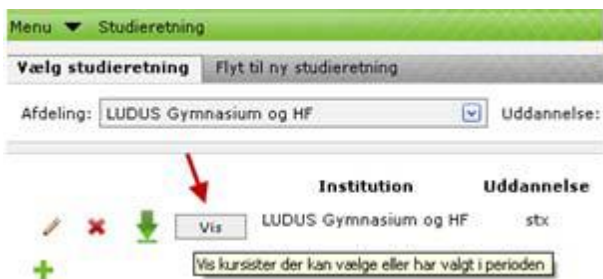 Menu Studieretning
Vælg studieretning Flyt til ny studieretning
Afdeling: LUDUS Gymnasium og HF Uddannelse:
Institution Uddannelse
Vis LUDUS Gymnasium og HF stx
Vis kursister der kan vælge eller har valgt i perioden